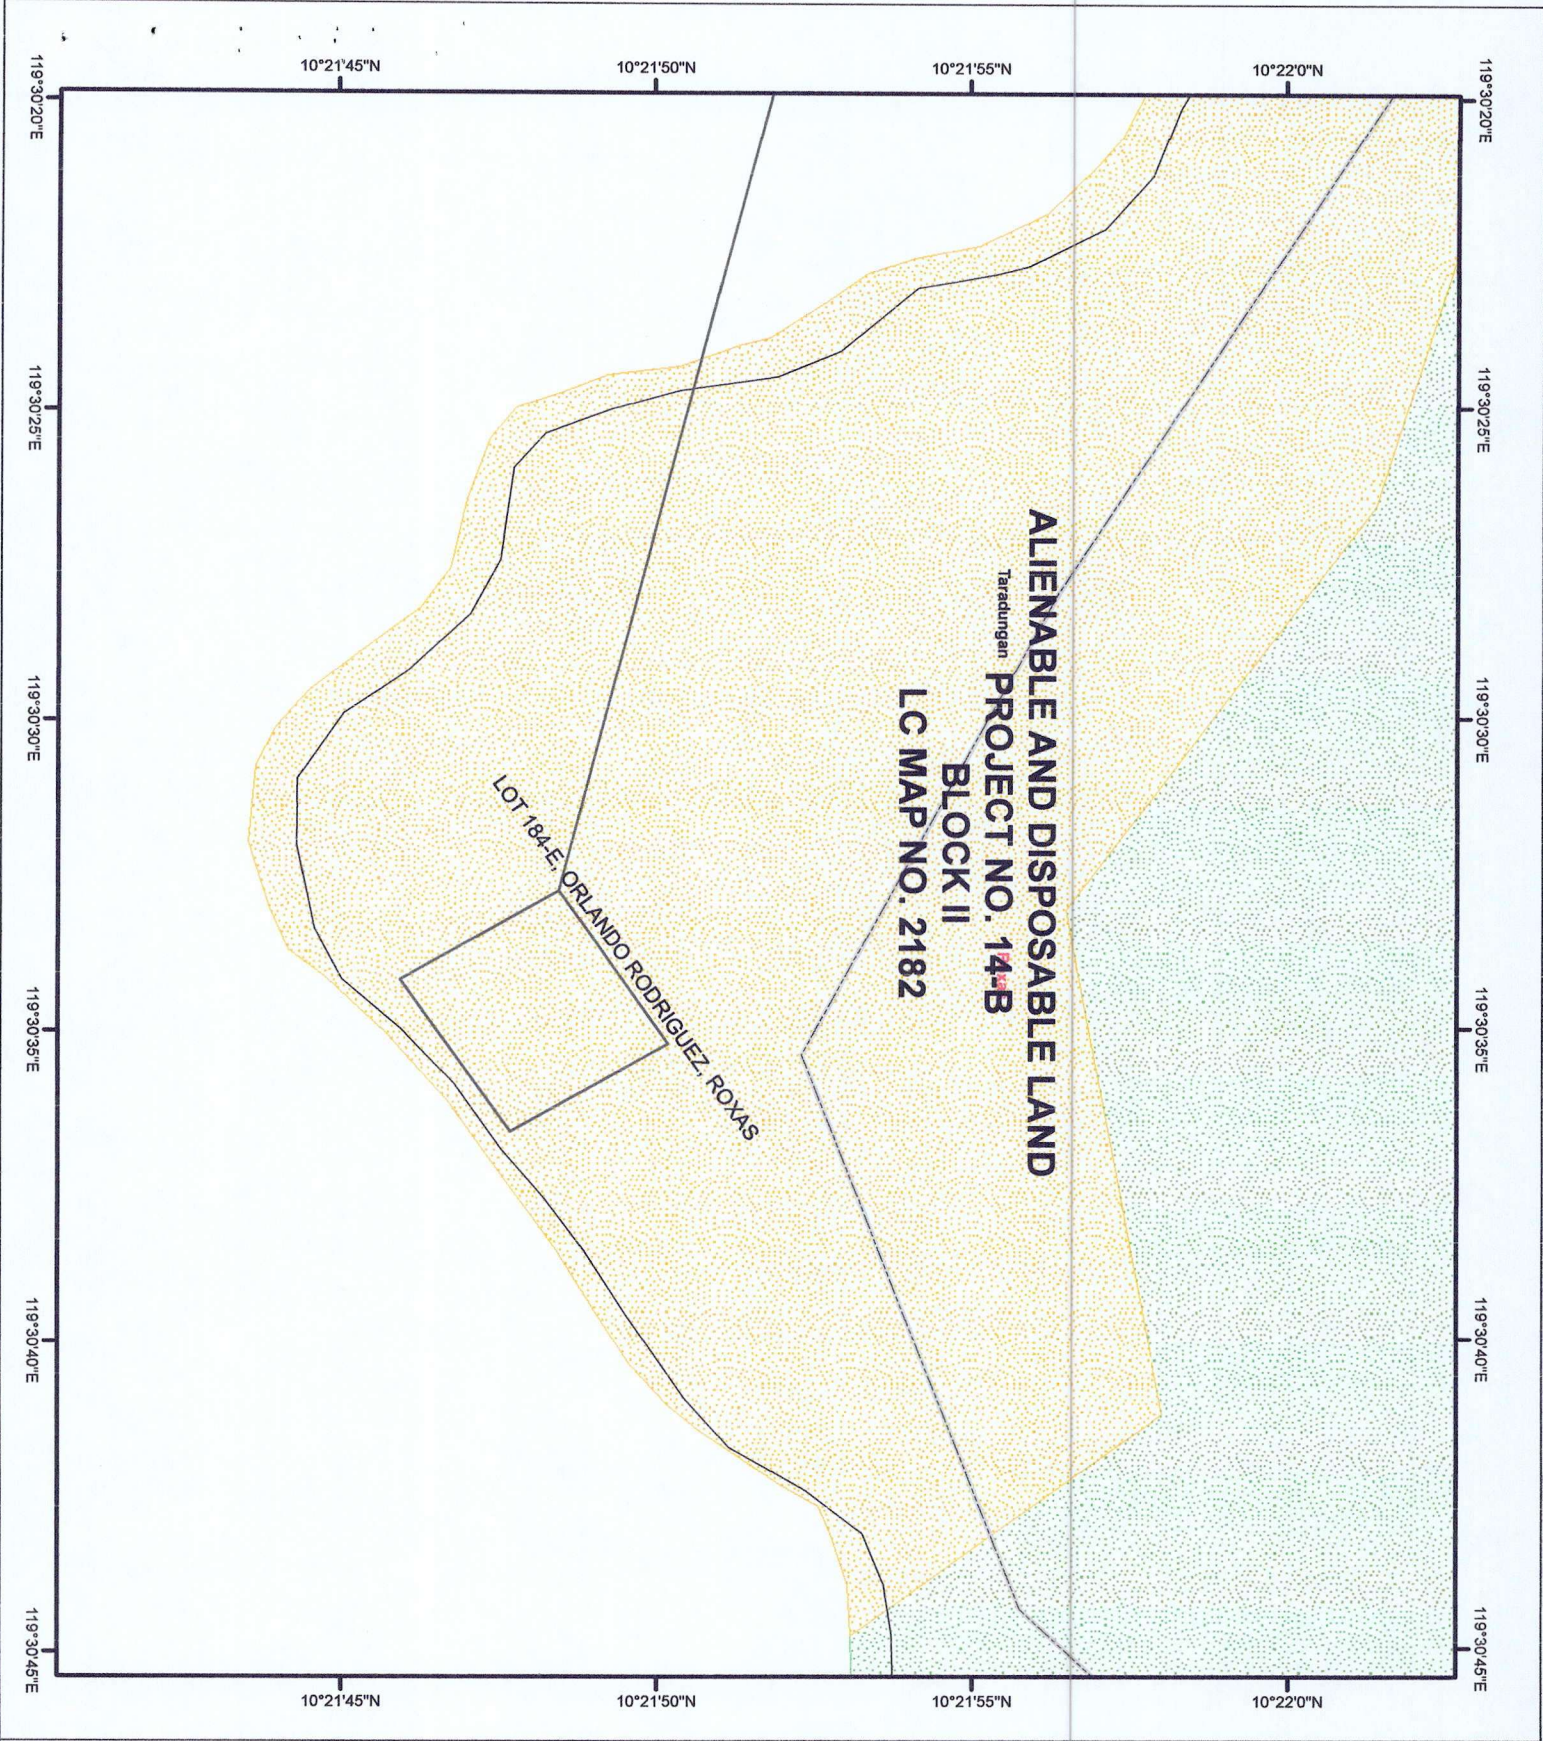 119°30'20"E
119°30'25"E
119°30'30"E
119°30'35"E
119°30'40"E
119°30'45"E
10°22'0"N
10°22'0"N
ALIENABLE AND DISPOSABLE LAND
Taradungan PROJECT NO. 14-B
BLOCK II
LC MAP NO. 2182
10°21'55"N
10°21'55"N
LOT 184-E, ORLANDO RODRIGUEZ, ROXAS
10°21'50"N
10°21'50"N
10°21'45"N
10°21'45"N
119°30'20"E
119°30'25"E
119°30'30"E
119°30'35"E
119°30'40"E
119°30'45"E